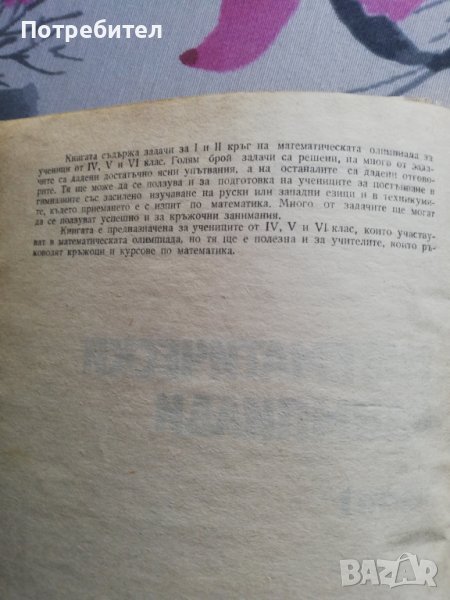 Потребител
Книгата съдържа задачи за I и II кръг на математическата олимпиада за
ученици от IV, V и VI клас. Голям брой задачи са решени, на много от зада-
чите са дадени достатъчно ясни упътвания, а на останалите са дадени отгово-
рите. Тя ще може да се ползува и за подготовка на учениците за постъпване в
гимназиите със засилено изучаване на руски или западни езици и в техникуми-
те, където приемането е с изпит по математика. Много от задачите ще могат
да се ползуват успешно и за кръжочни занимания.
Книгата е предназначена за учениците от IV, V и VI клас, които участву-
ват в математическата олимпиада, но тя ще е полезна и за учителите, които ръ-
ководят кръжоци и курсове по математика.
BAZAR